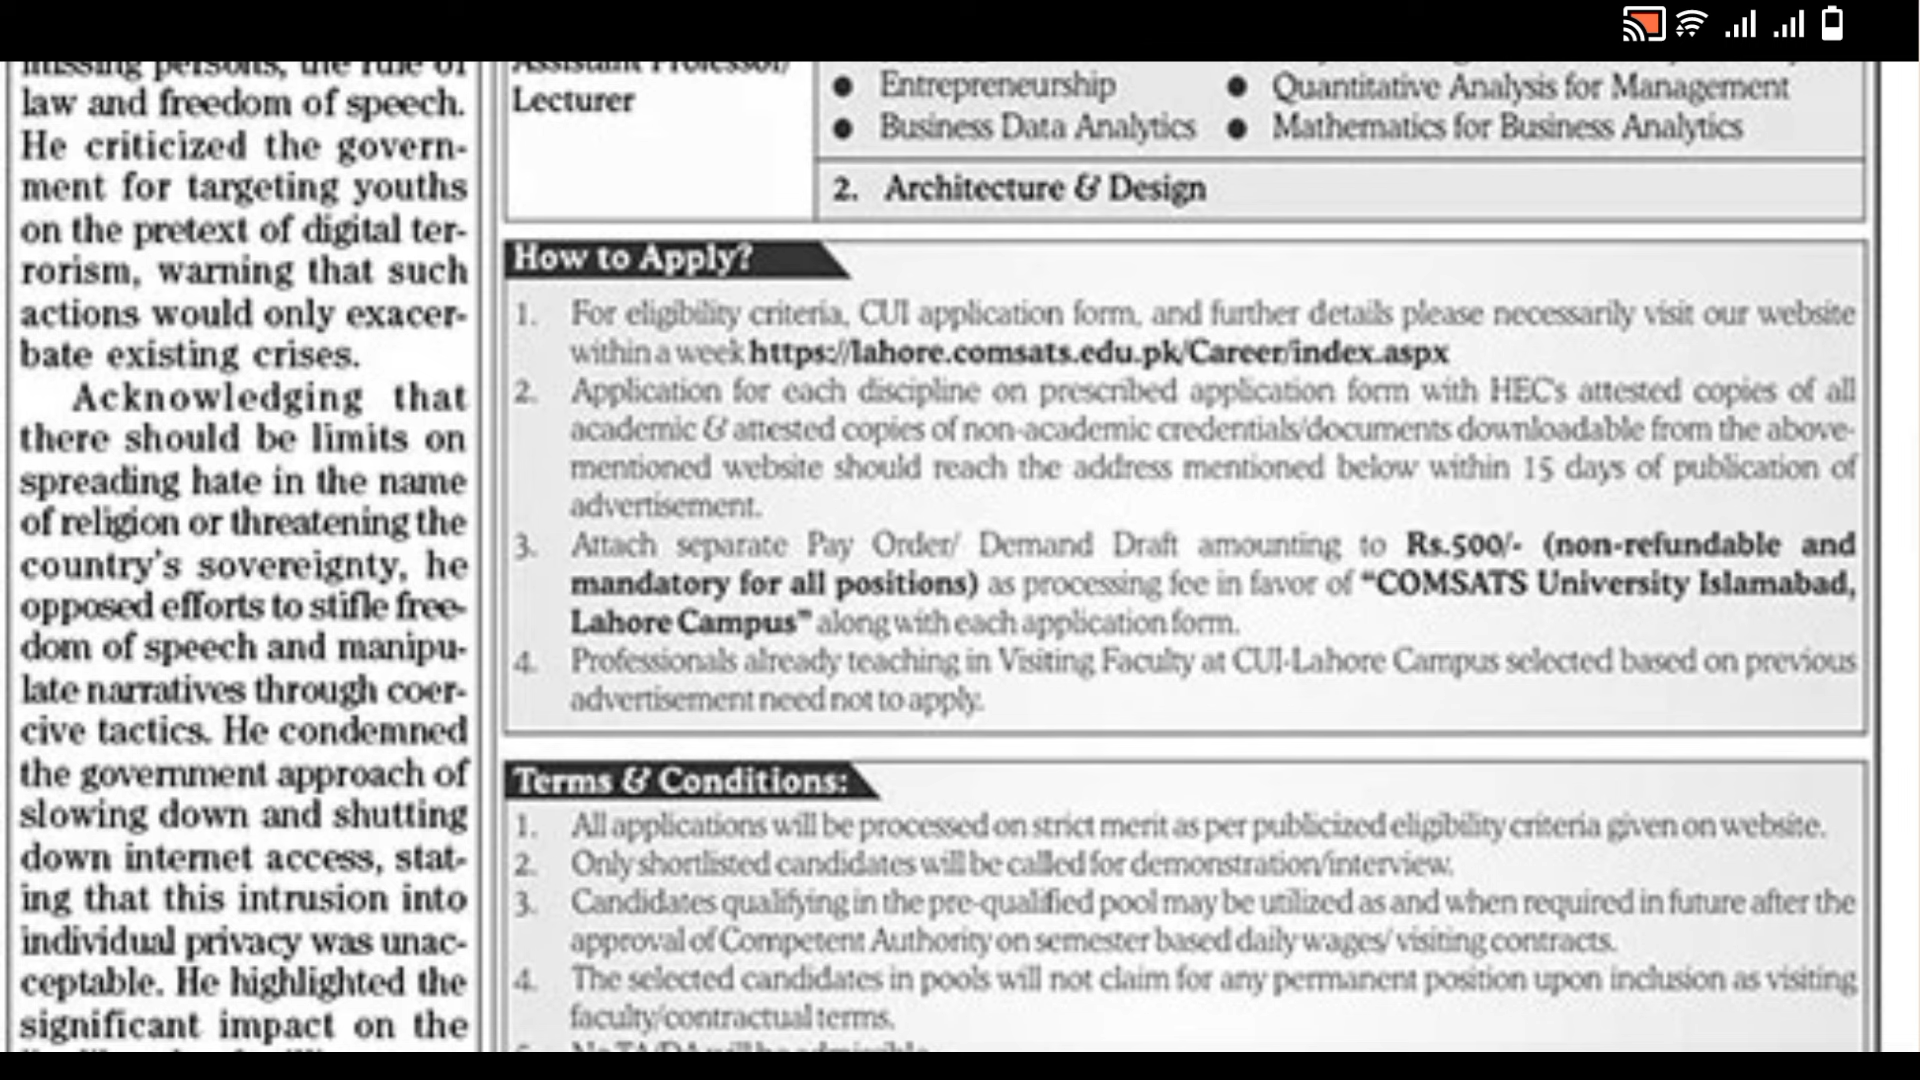 missing persons, the rule of
law and freedom of speech.
He criticized the govern-
ment for targeting youths
on the pretext of digital ter-
rorism, warning that such
actions would only exacer-
bate existing crises.
Acknowledging that
there should be limits on
spreading hate in the name
of religion or threatening the
country's sovereignty, he
opposed efforts to stifle free-
dom of speech and manipu-
late narratives through coer-
cive tactics. He condemned
the government approach of
slowing down and shutting
down internet access, stat-
ing that this intrusion into
individual privacy was unac-
ceptable. He highlighted the
significant impact on the
Assistant Professor/
Lecturer
● Entrepreneurship ● Quantitative Analysis for Management
● Business Data Analytics ● Mathematics for Business Analytics
2. Architecture & Design
How to Apply?
1. For eligibility criteria, CUI application form, and further details please necessarily visit our website
within a week https://lahore.comsats.edu.pk/Career/index.aspx
2. Application for each discipline on prescribed application form with HEC's attested copies of all
academic & attested copies of non-academic credentials/documents downloadable from the above-
mentioned website should reach the address mentioned below within 15 days of publication of
advertisement.
3. Attach separate Pay Order/ Demand Draft amounting to Rs.500/- (non-refundable and
mandatory for all positions) as processing fee in favor of "COMSATS University Islamabad,
Lahore Campus" along with each application form.
4. Professionals already teaching in Visiting Faculty at CUI-Lahore Campus selected based on previous
advertisement need not to apply.
Terms & Conditions:
1. All applications will be processed on strict merit as per publicized eligibility criteria given on website.
2. Only shortlisted candidates will be called for demonstration/interview.
3. Candidates qualifying in the pre-qualified pool may be utilized as and when required in future after the
approval of Competent Authority on semester based daily wages/ visiting contracts.
4. The selected candidates in pools will not claim for any permanent position upon inclusion as visiting
faculty/contractual terms.
5. No TA/DA will be admissible.